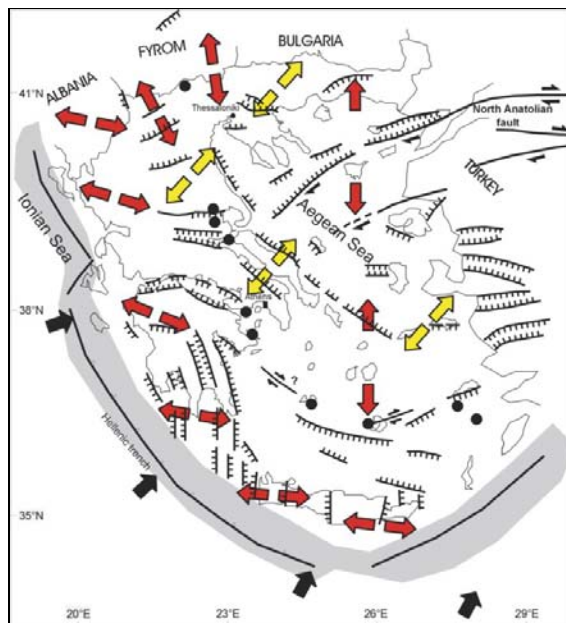 FYROM
BULGARIA
ALBANIA
41°N
Thessaloniki
North Anatolian
fault
TURKEY
Ionian Sea
Aegean Sea
38°N
Athens
?
Hellenic trench
35°N
20°E
23°E
26°E
29°E